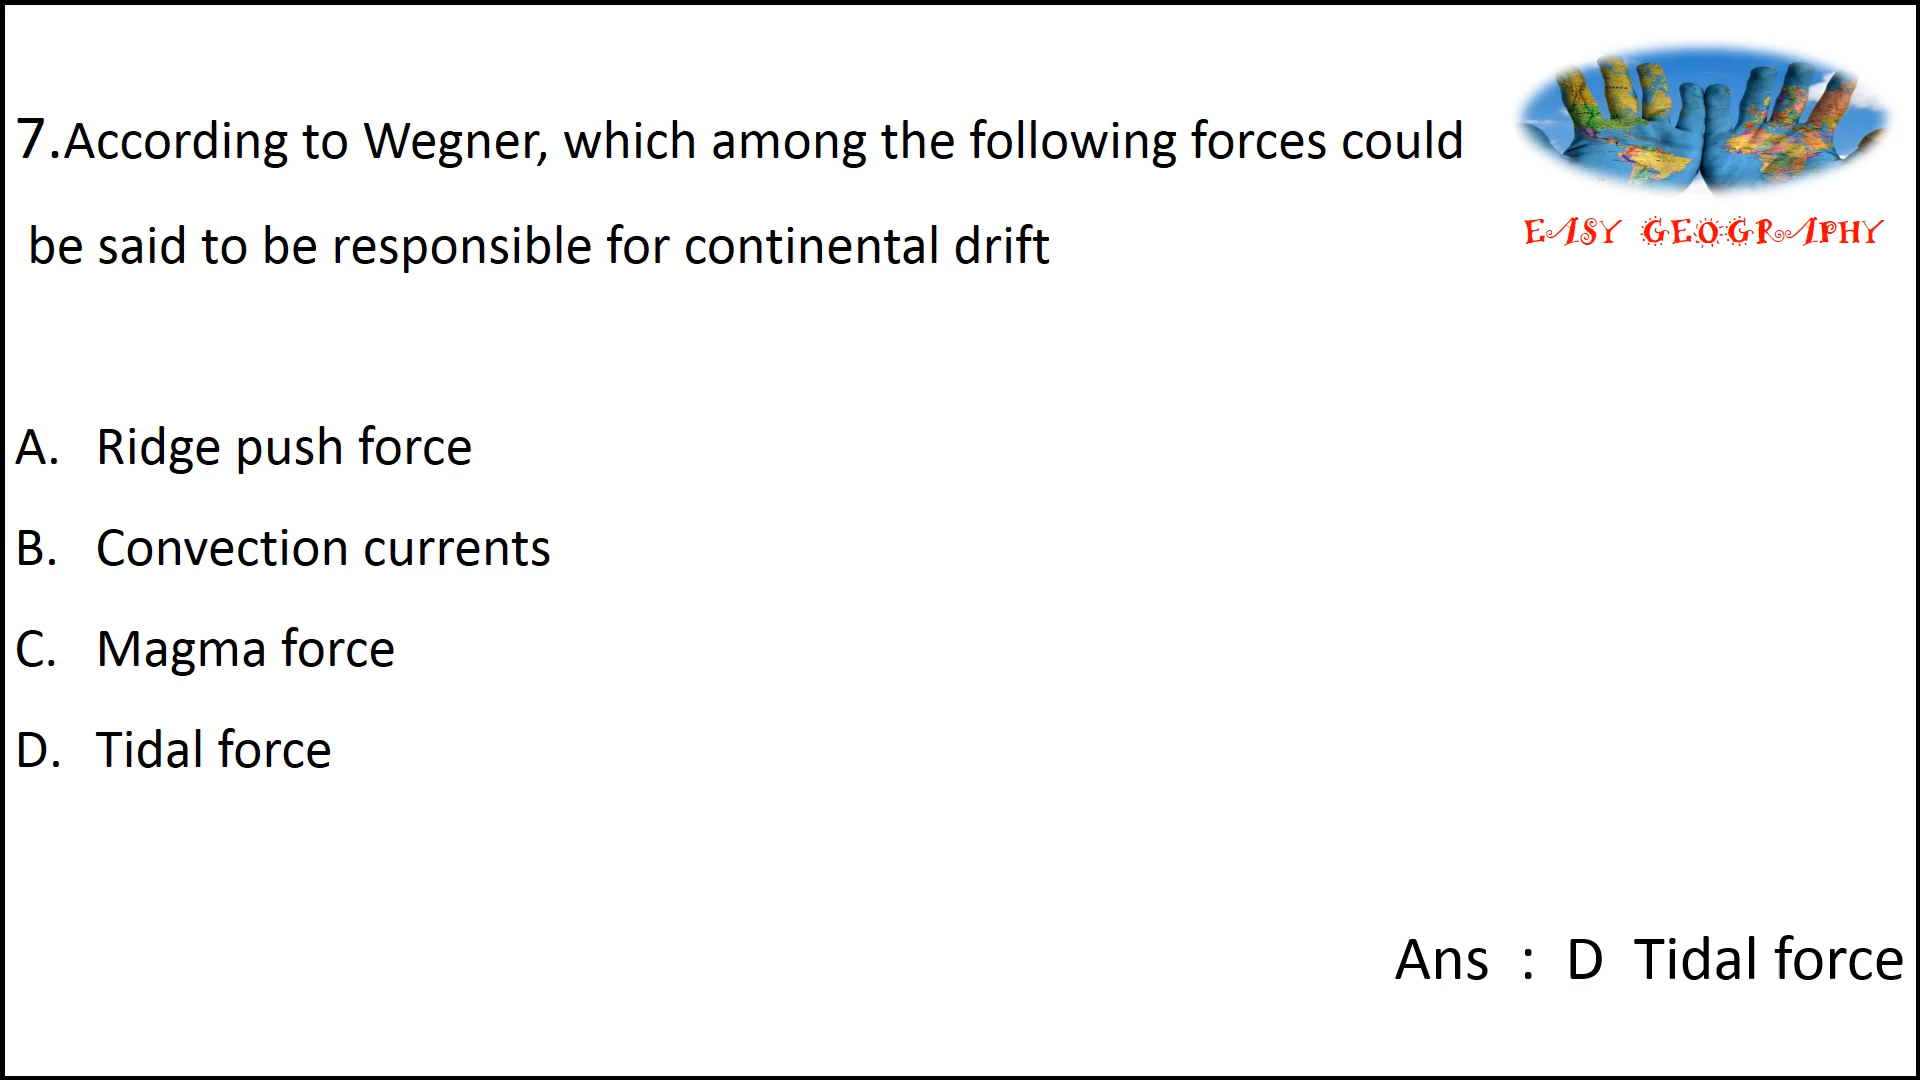 7.According to Wegner, which among the following forces could
be said to be responsible for continental drift
EASY GEOGRAPHY
A. Ridge push force
B. Convection currents
C. Magma force
D. Tidal force
Ans : D Tidal force